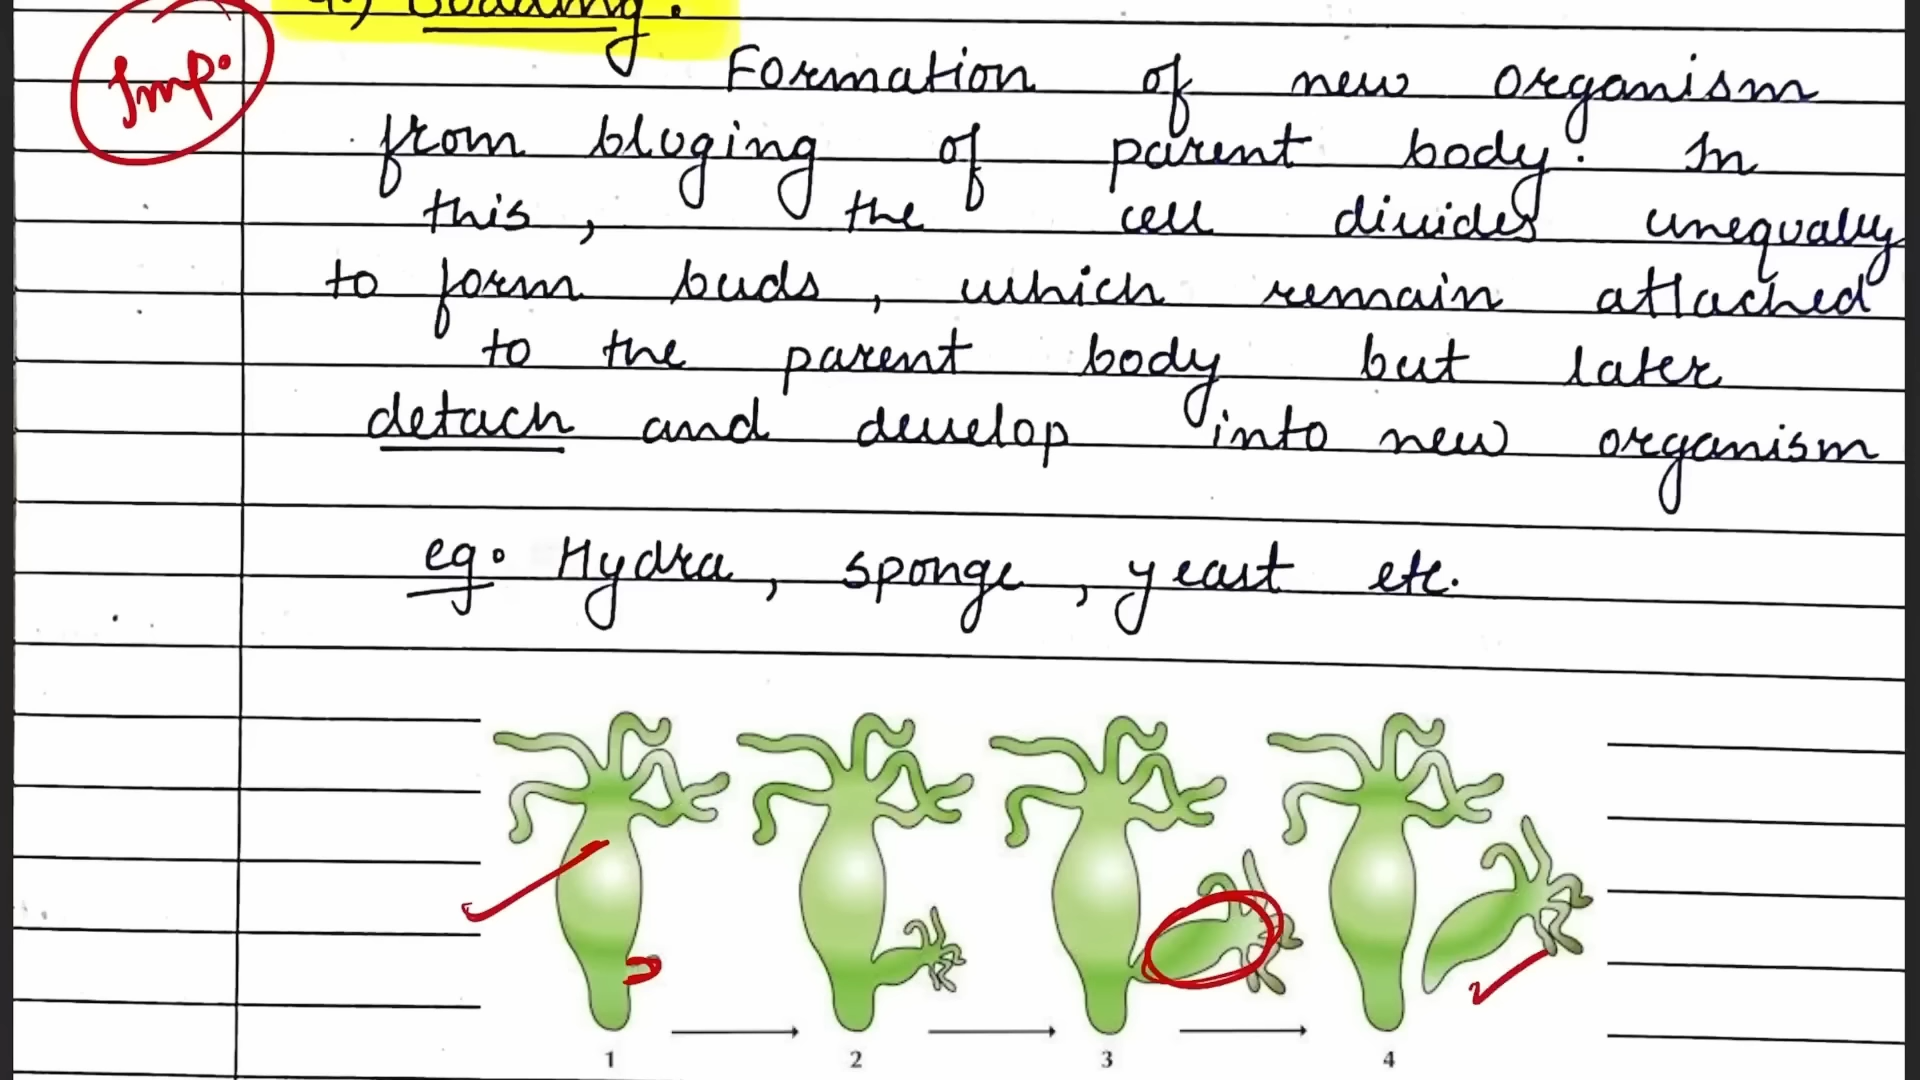 Budding :
Imp.
Formation of new organism
from bluging of parent body. In
this, the cell divides unequally
to form buds, which remain attached
to the parent body but later
detach and develop into new organism
eg. Hydra, sponge, yeast etc.
1 2 3 4